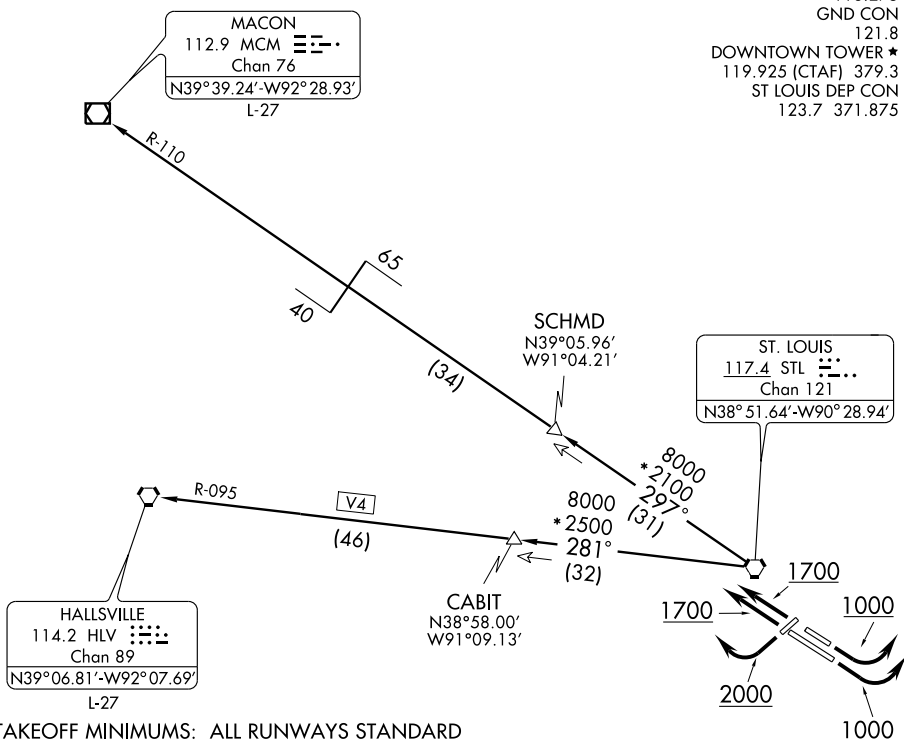 GND CON
121.8
DOWNTOWN TOWER ★
119.925 (CTAF) 379.3
ST LOUIS DEP CON
123.7 371.875
MACON
112.9 MCM
Chan 76
N39°39.24'-W92°28.93'
L-27
R-110
65
40
(34)
SCHMD
N39°05.96'
W91°04.21'
ST. LOUIS
117.4 STL
Chan 121
N38°51.64'-W90°28.94'
8000
*2100
297°
(31)
R-095
V4
(46)
8000
*2500
281°
(32)
CABIT
N38°58.00'
W91°09.13'
HALLSVILLE
114.2 HLV
Chan 89
N39°06.81'-W92°07.69'
L-27
1700
1700
1000
2000
1000
TAKEOFF MINIMUMS: ALL RUNWAYS STANDARD